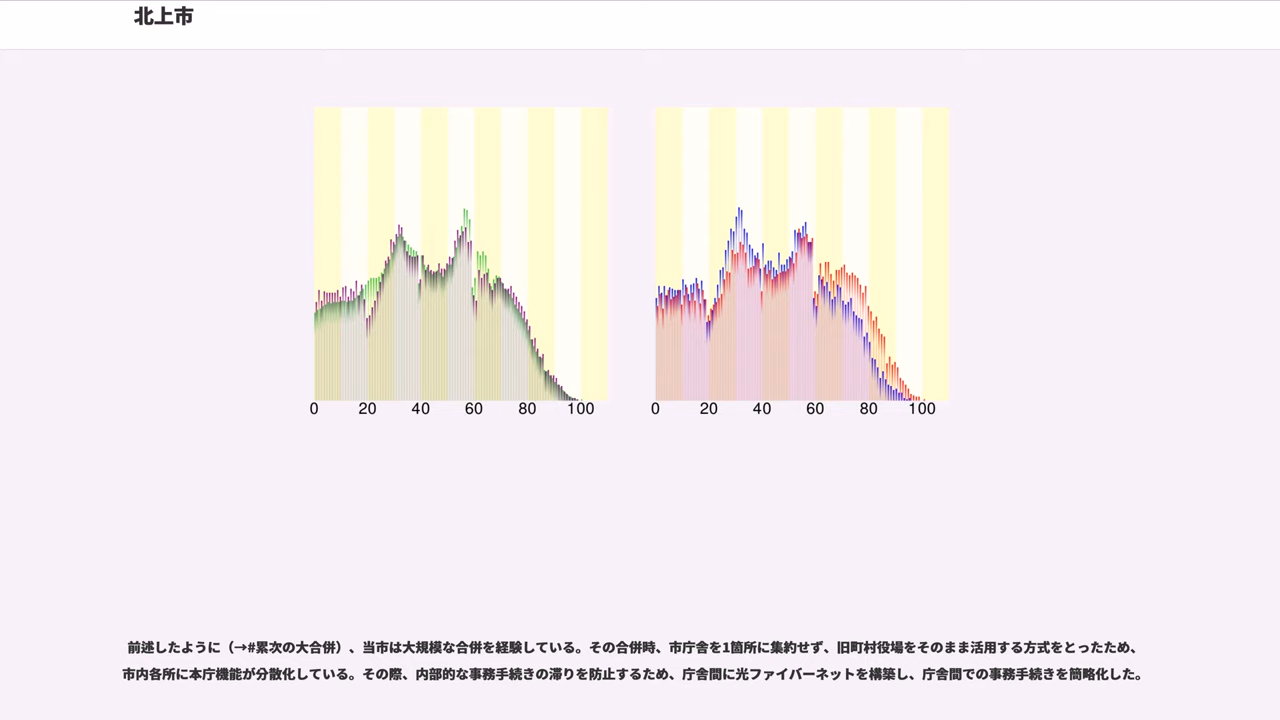 北上市
0 20 40 60 80 100 0 20 40 60 80 100
前述したように（→#累次の大合併）、当市は大規模な合併を経験している。その合併時、市庁舎を1箇所に集約せず、旧町村役場をそのまま活用する方式をとったため、
市内各所に本庁機能が分散化している。その際、内部的な事務手続きの滞りを防止するため、庁舎間に光ファイバーネットを構築し、庁舎間での事務手続きを簡略化した。